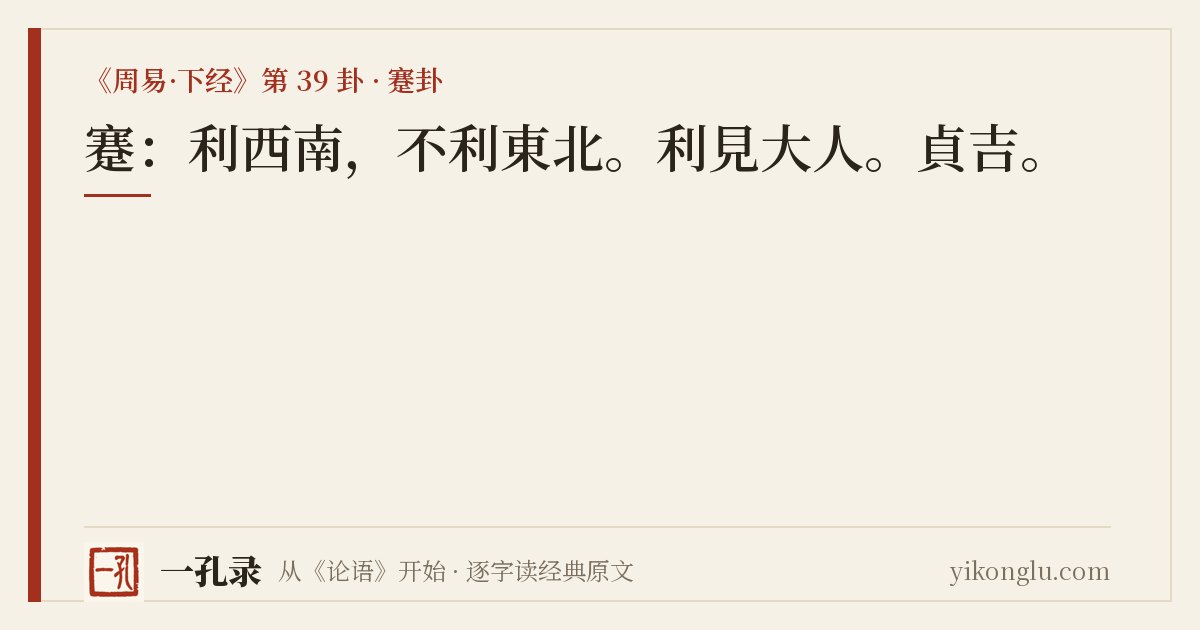 《周易·下经》第 39 卦 · 蹇卦
蹇：利西南，不利東北。利見大人。貞吉。
一孔
一孔录 从《论语》开始 · 逐字读经典原文 yikonglu.com